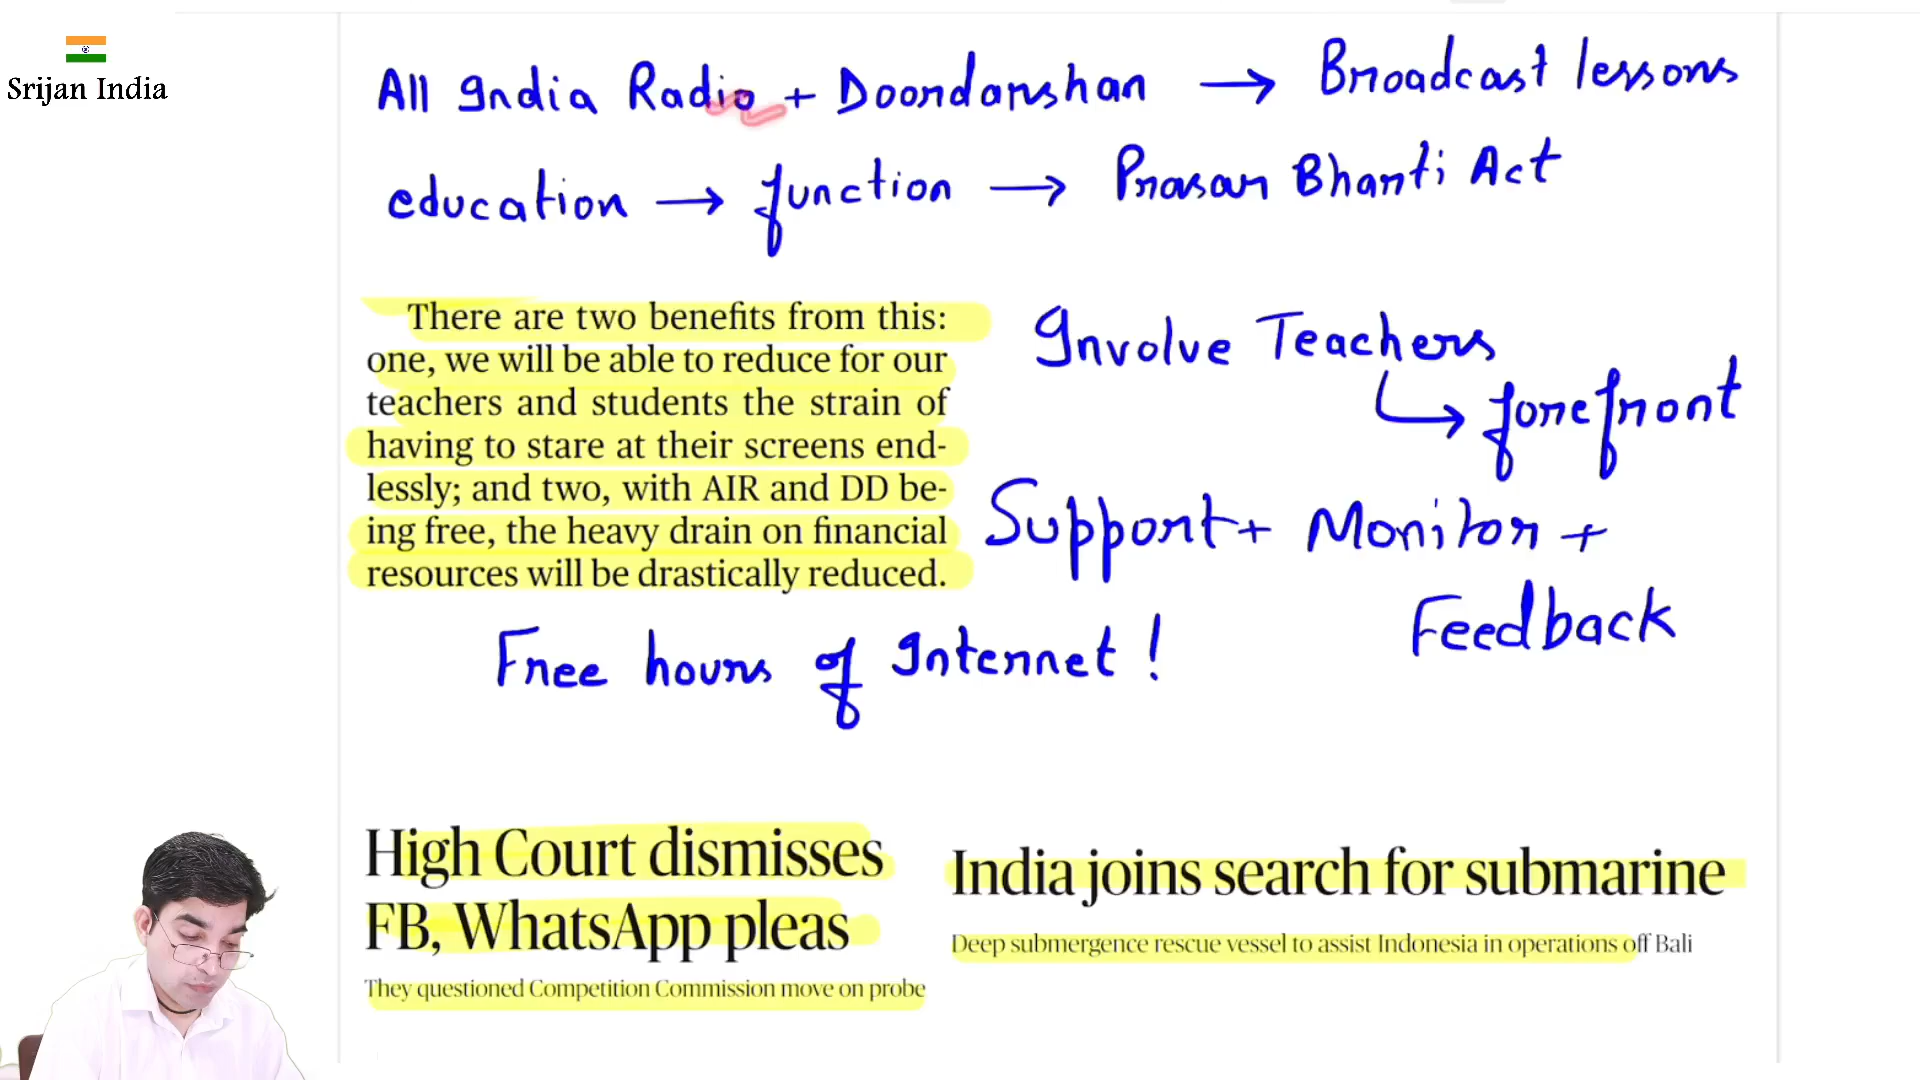 Srijan India
All India Radio + Doordarshan → Broadcast lessons
education → function → Prasar Bharti Act
There are two benefits from this:
one, we will be able to reduce for our
teachers and students the strain of
having to stare at their screens end-
lessly; and two, with AIR and DD be-
ing free, the heavy drain on financial
resources will be drastically reduced.
Involve Teachers
→ forefront
Support + Monitor +
Feedback
Free hours of Internet!
High Court dismisses
FB, WhatsApp pleas
They questioned Competition Commission move on probe
India joins search for submarine
Deep submergence rescue vessel to assist Indonesia in operations off Bali